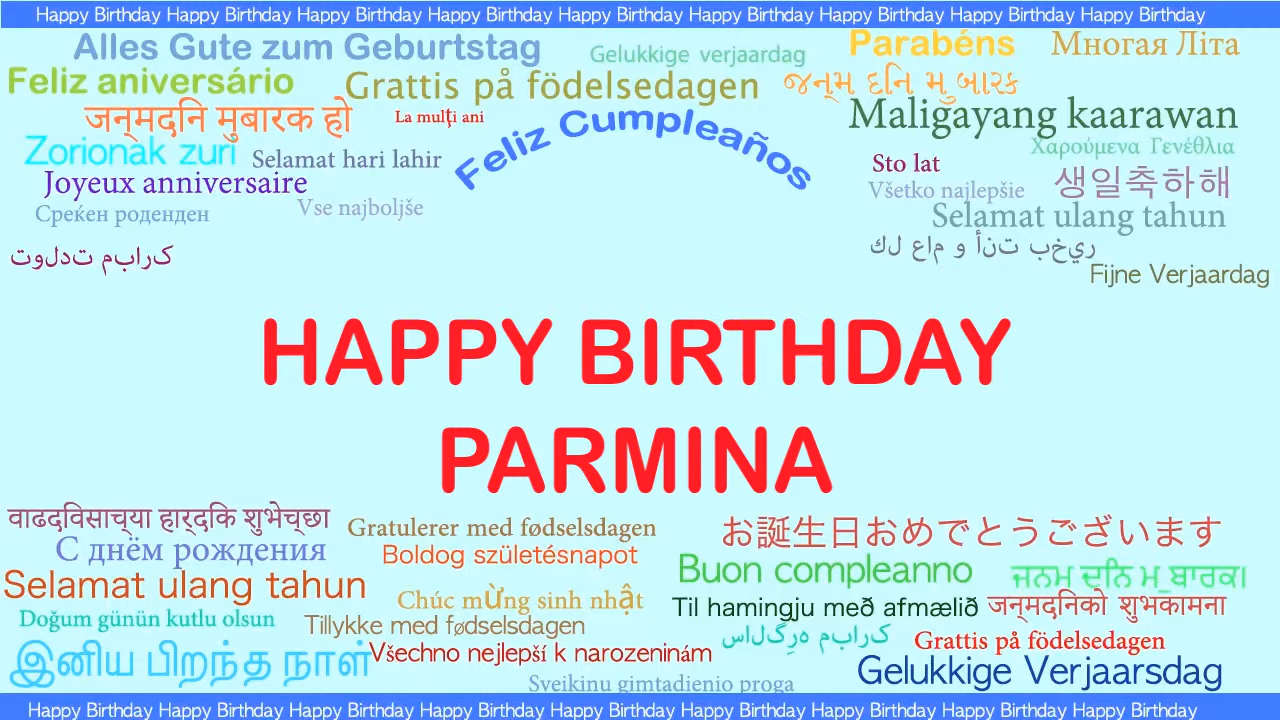 Happy Birthday Happy Birthday Happy Birthday Happy Birthday Happy Birthday Happy Birthday Happy Birthday Happy Birthday Happy Birthday
Alles Gute zum Geburtstag
Gelukkige verjaardag
Parabéns
Многая Літа
Feliz aniversário
Grattis på födelsedagen
જન્મ દિન મુબારક
जन्मदिन मुबारक हो
La mulţi ani
Feliz Cumpleaños
Maligayang kaarawan
Zorionak zuri
Selamat hari lahir
Χαρούμενα Γενέθλια
Sto lat
Joyeux anniversaire
Všetko najlepšie
생일축하해
Среќен роденден
Vse najboljše
Selamat ulang tahun
تولدت مبارک
كل عام و أنت بخير
Fijne Verjaardag
HAPPY BIRTHDAY
PARMINA
वाढदिवसाच्या हार्दिक शुभेच्छा
Gratulerer med fødselsdagen
お誕生日おめでとうございます
С днём рождения
Boldog születésnapot
Buon compleanno
Selamat ulang tahun
Chúc mừng sinh nhật
Til hamingju með afmælið
जन्मदिनको शुभकामना
Doğum günün kutlu olsun
Tillykke med fødselsdagen
سالگرہ مبارک
Grattis på födelsedagen
இனிய பிறந்த நாள்
Všechno nejlepší k narozeninám
Gelukkige Verjaarsdag
Sveikinu gimtadienio proga
Happy Birthday Happy Birthday Happy Birthday Happy Birthday Happy Birthday Happy Birthday Happy Birthday Happy Birthday Happy Birthday